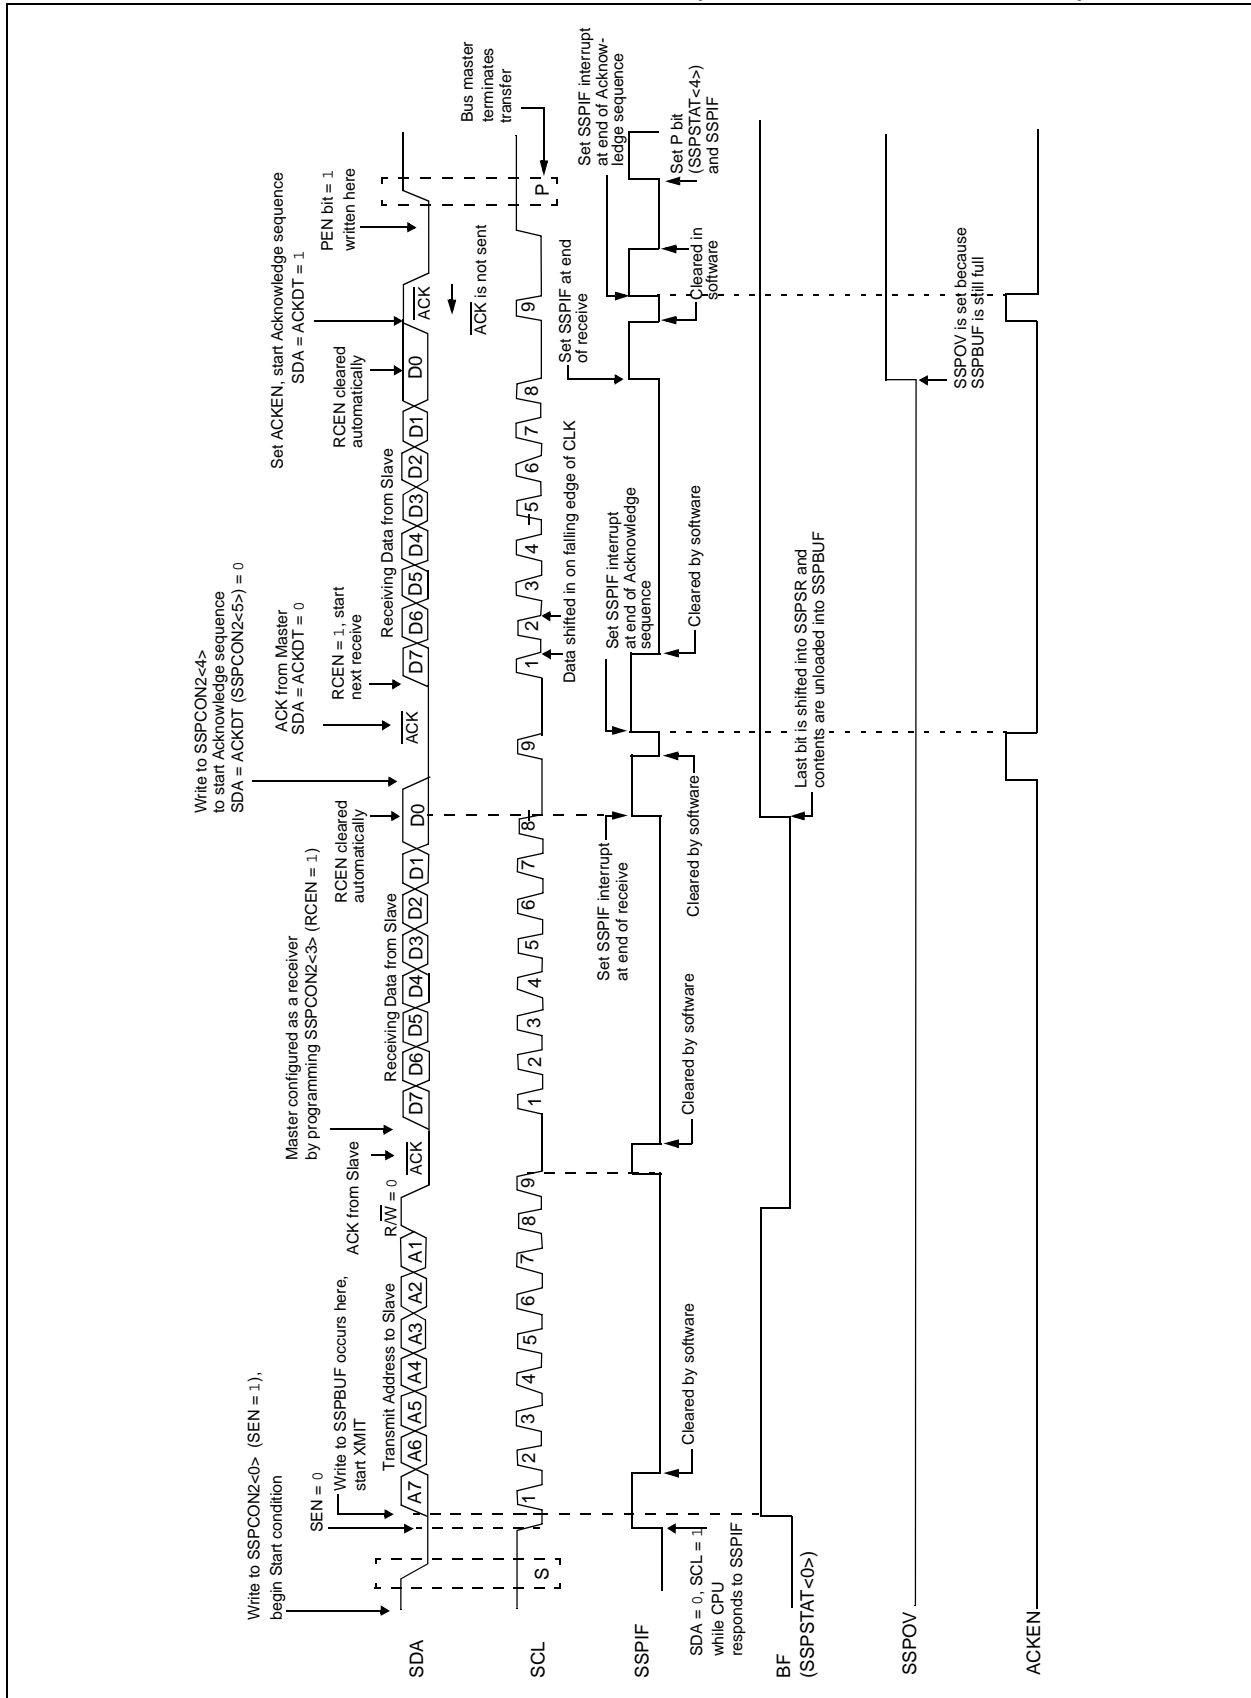 Write to SSPCON2<0> (SEN = 1),
begin Start condition
SEN = 0
Write to SSPBUF occurs here,
start XMIT
Transmit Address to Slave
R/W = 0
ACK from Slave
Master configured as a receiver
by programming SSPCON2<3> (RCEN = 1)
Receiving Data from Slave
RCEN cleared
automatically
Write to SSPCON2<4>
to start Acknowledge sequence
SDA = ACKDT (SSPCON2<5>) = 0
ACK from Master
SDA = ACKDT = 0
RCEN = 1, start
next receive
Receiving Data from Slave
RCEN cleared
automatically
Set ACKEN, start Acknowledge sequence
SDA = ACKDT = 1
PEN bit = 1
written here
SDA
A7 A6 A5 A4 A3 A2 A1 ACK D7 D6 D5 D4 D3 D2 D1 D0 ACK D7 D6 D5 D4 D3 D2 D1 D0 ACK
ACK is not sent
Bus master
terminates
transfer
SCL
S 1 2 3 4 5 6 7 8 9 1 2 3 4 5 6 7 8 9 1 2 3 4 5 6 7 8 9 P
Data shifted in on falling edge of CLK
Set SSPIF interrupt
at end of receive
Set SSPIF interrupt
at end of Acknowledge
sequence
Set SSPIF at end
of receive
Set SSPIF interrupt
at end of Acknow-
ledge sequence
SSPIF
SDA = 0, SCL = 1
while CPU
responds to SSPIF
Cleared by software
Cleared by software
Cleared by software
Cleared by software
Cleared in
software
Set P bit
(SSPSTAT<4>)
and SSPIF
BF
(SSPSTAT<0>)
Last bit is shifted into SSPSR and
contents are unloaded into SSPBUF
SSPOV
SSPOV is set because
SSPBUF is still full
ACKEN